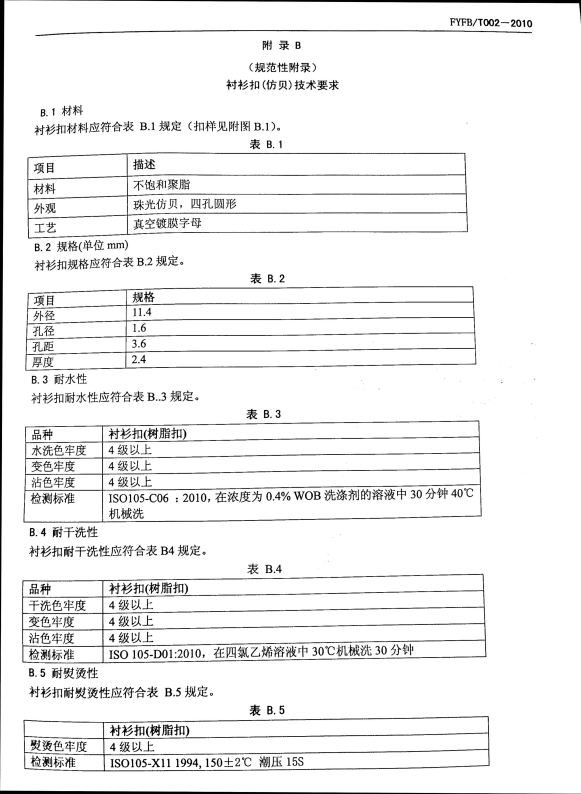 FYFB/T002—2010
附 录 B
（规范性附录）
衬衫扣(仿贝)技术要求
B.1 材料
衬衫扣材料应符合表 B.1 规定（扣样见附图 B.1）。
表 B.1
项目 描述
材料 不饱和聚脂
外观 珠光仿贝，四孔圆形
工艺 真空镀膜字母
B.2 规格(单位 mm)
衬衫扣规格应符合表 B.2 规定。
表 B.2
项目 规格
外径 11.4
孔径 1.6
孔距 3.6
厚度 2.4
B.3 耐水性
衬衫扣耐水性应符合表 B..3 规定。
表 B.3
品种 衬衫扣(树脂扣)
水洗色牢度 4 级以上
变色牢度 4 级以上
沾色牢度 4 级以上
检测标准 ISO105-C06 ：2010，在浓度为 0.4% WOB 洗涤剂的溶液中 30 分钟 40℃
机械洗
B.4 耐干洗性
衬衫扣耐干洗性应符合表 B4 规定。
表 B.4
品种 衬衫扣(树脂扣)
干洗色牢度 4 级以上
变色牢度 4 级以上
沾色牢度 4 级以上
检测标准 ISO 105-D01:2010，在四氯乙烯溶液中 30℃机械洗 30 分钟
B.5 耐熨烫性
衬衫扣耐熨烫性应符合表 B.5 规定。
表 B.5
衬衫扣(树脂扣)
熨烫色牢度 4 级以上
检测标准 ISO105-X11 1994, 150±2℃ 潮压 15S